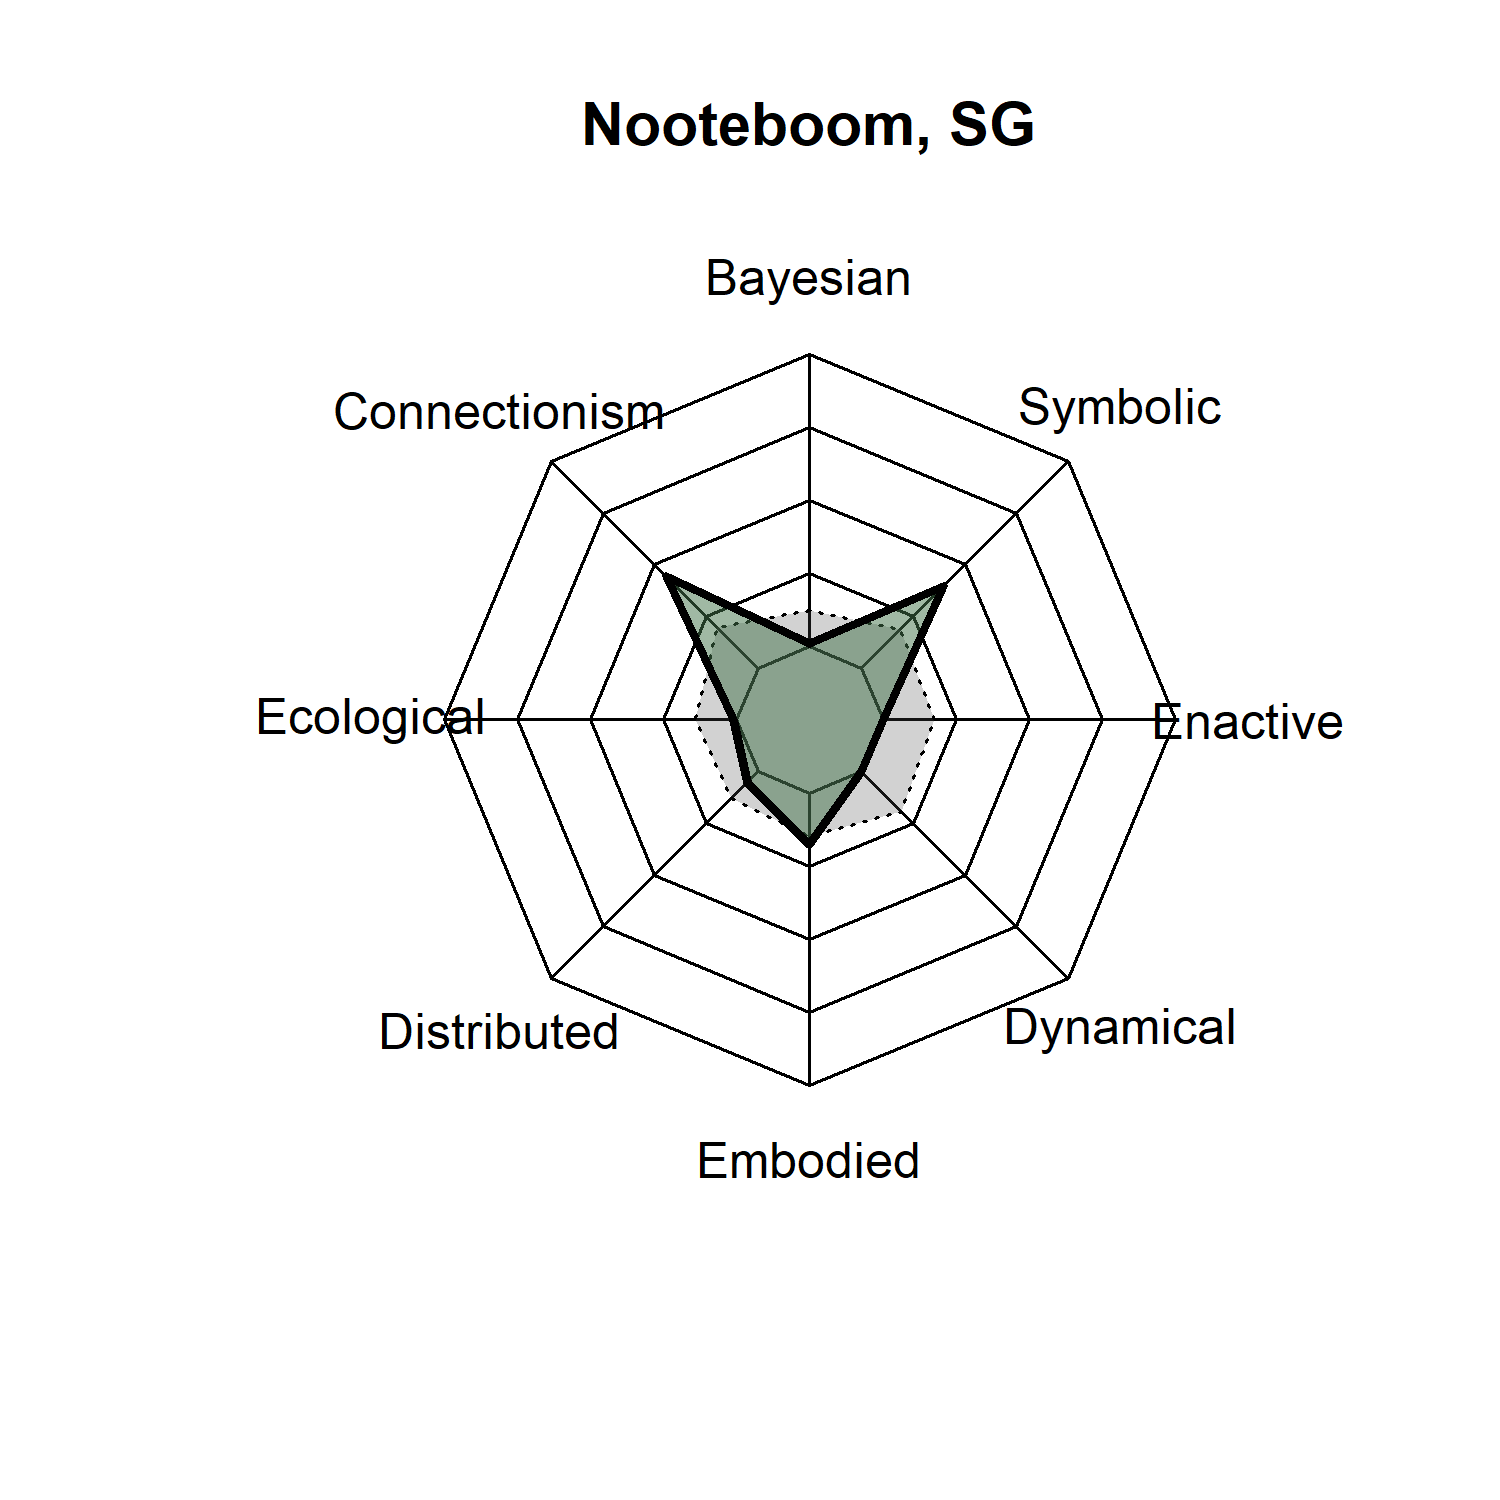 Nooteboom, SG
Bayesian
Connectionism
Symbolic
Ecological
Enactive
Distributed
Dynamical
Embodied